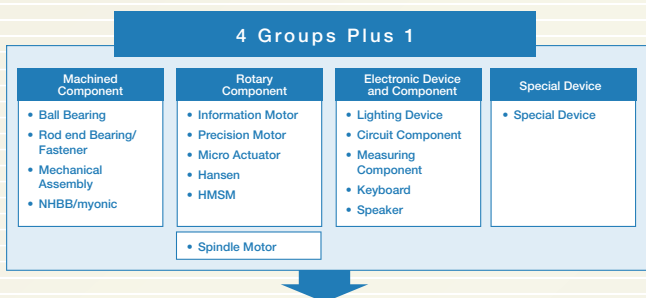 4 Groups Plus 1
Machined
Component
• Ball Bearing
• Rod end Bearing/
Fastener
• Mechanical
Assembly
• NHBB/myonic
Rotary
Component
• Information Motor
• Precision Motor
• Micro Actuator
• Hansen
• HMSM
• Spindle Motor
Electronic Device
and Component
• Lighting Device
• Circuit Component
• Measuring
Component
• Keyboard
• Speaker
Special Device
• Special Device